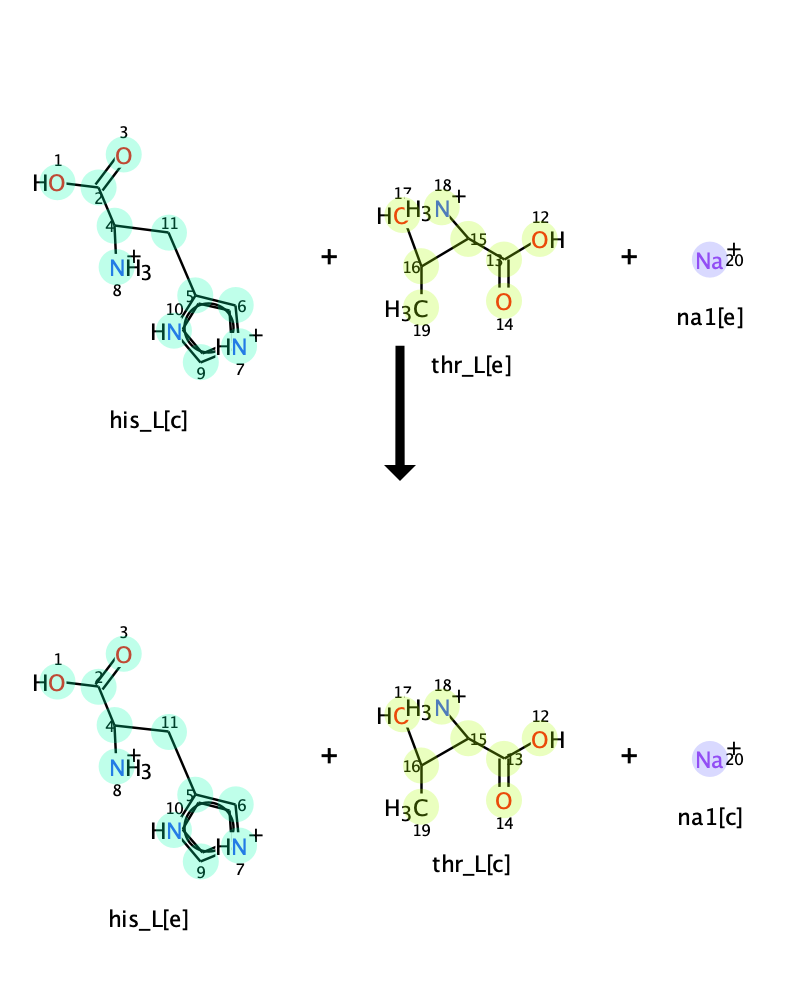 3
1
HO
O
2
4
11
NH3+
8
5
10
6
HN
HN+
9
7
his_L[c]
+
17
18
HO
H3N+
12
OH
15
13
16
O
H3C
14
19
thr_L[e]
+
Na+
20
na1[e]
3
1
HO
O
2
4
11
NH3+
8
5
10
6
HN
HN+
9
7
his_L[e]
+
17
18
HO
H3N+
12
OH
15
13
16
O
H3C
14
19
thr_L[c]
+
Na+
20
na1[c]